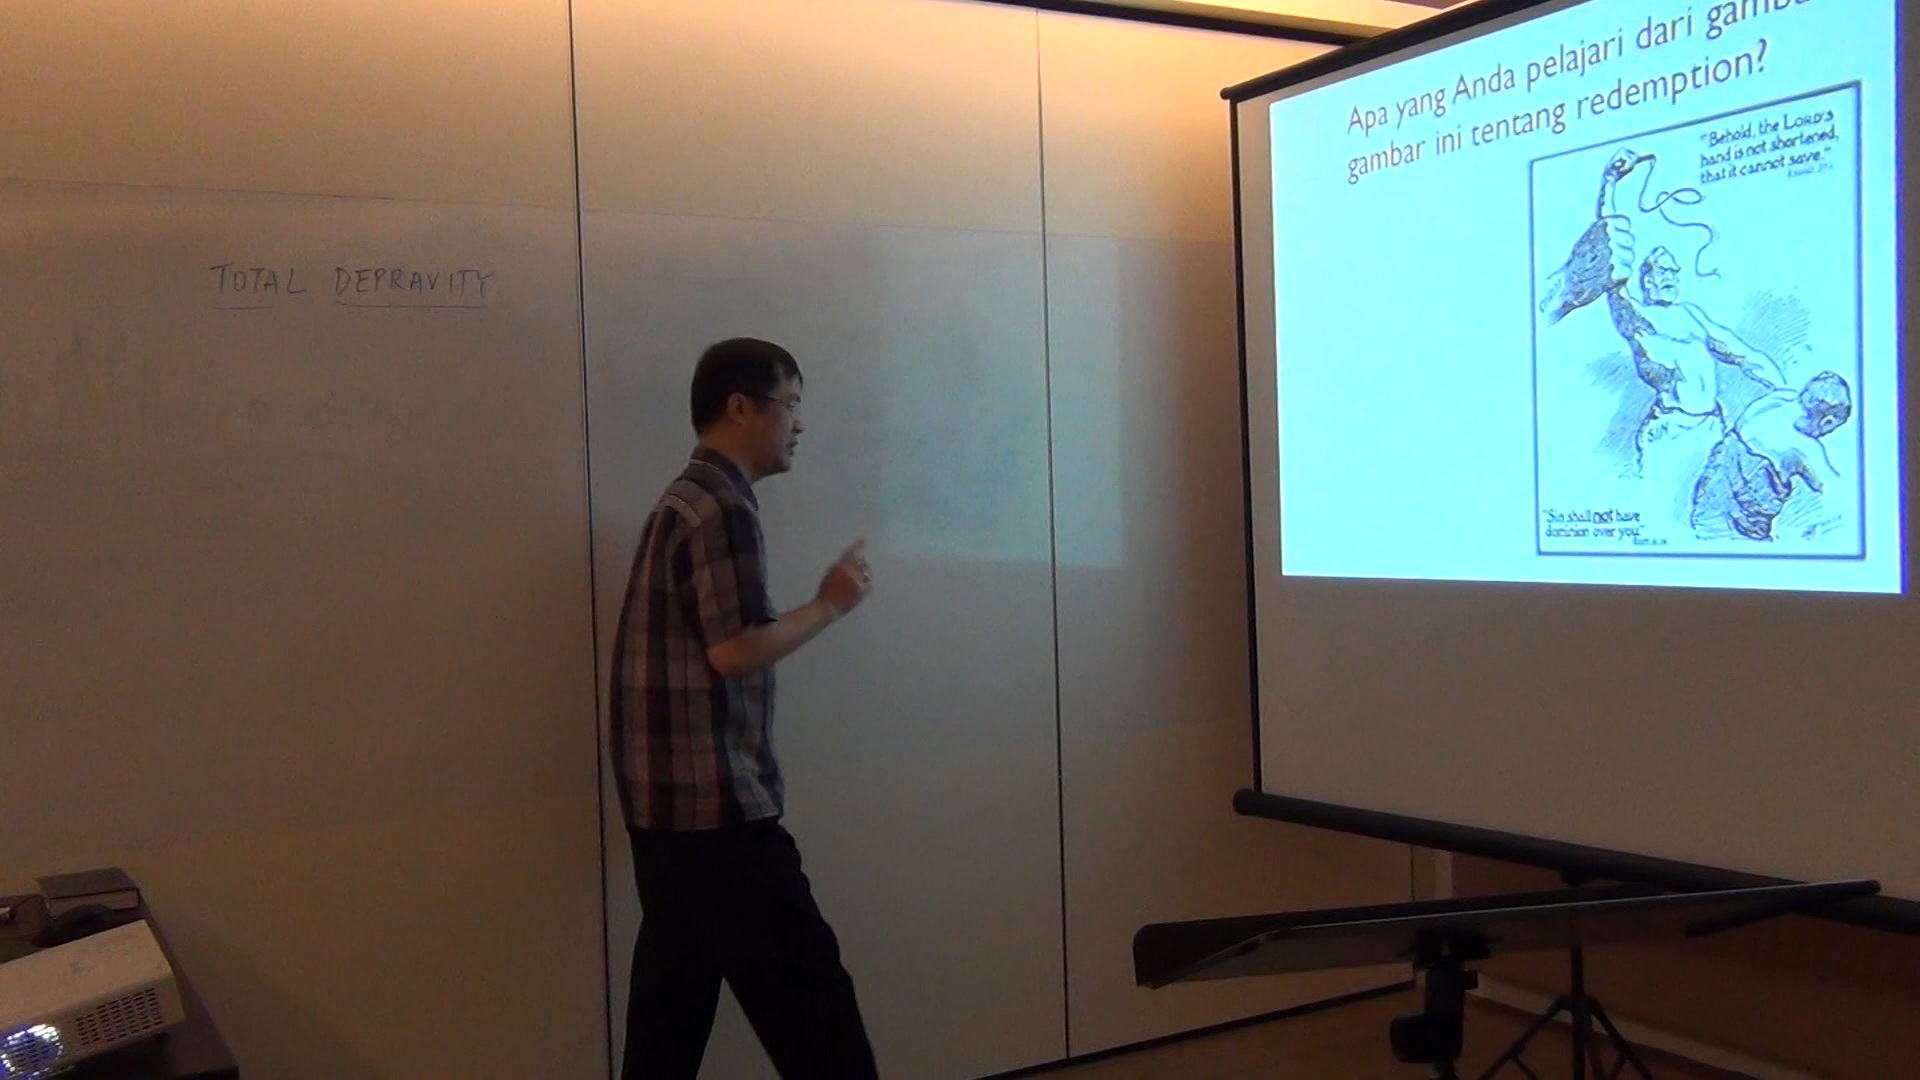 TOTAL DEPRAVITY
Apa yang Anda pelajari dari
gambar ini tentang redemption?
"Behold, the LORD'S
hand is not shortened,
that it cannot save."
SIN
"Sin shall not have
dominion over you"